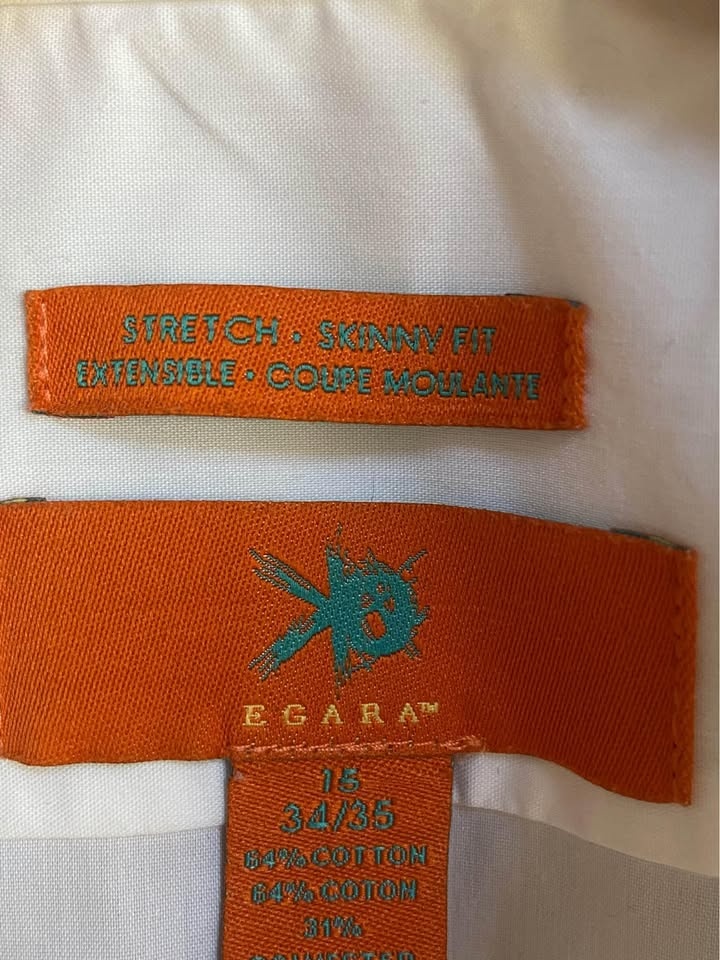 STRETCH • SKINNY FIT
EXTENSIBLE • COUPE MOULANTE
EGARA™
15
34/35
64% COTTON
64% COTON
31%